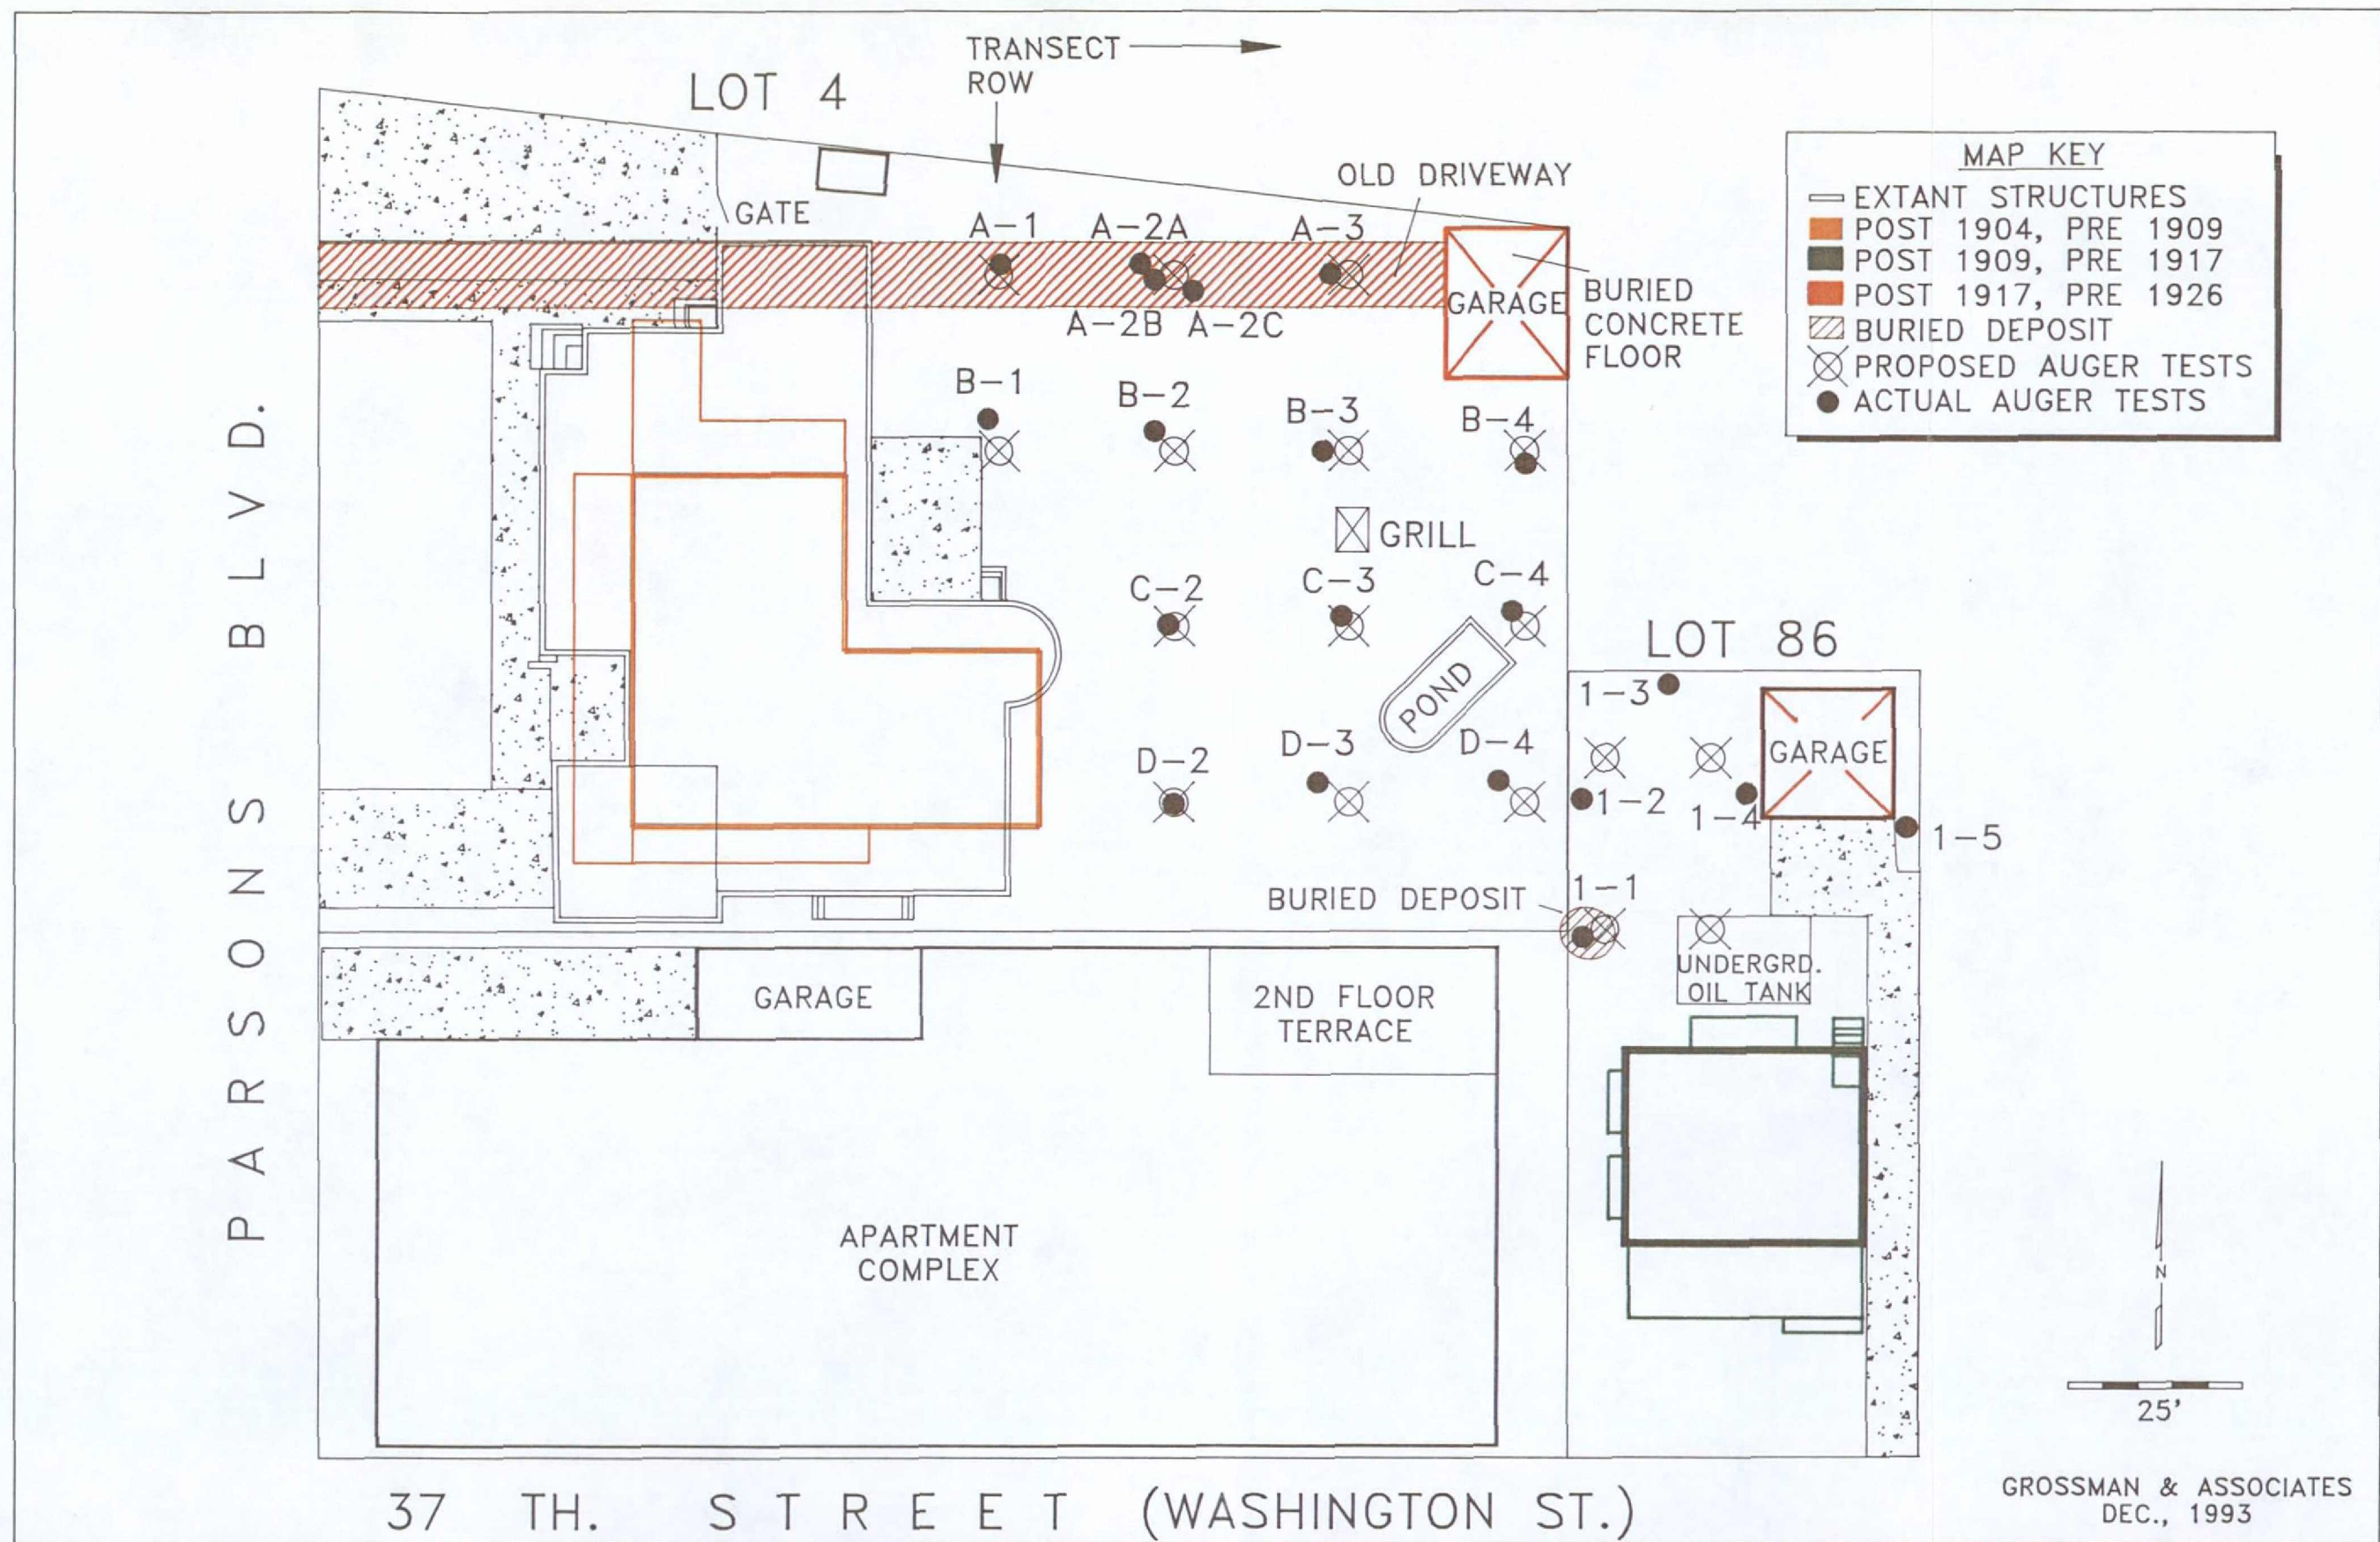 TRANSECT
ROW
LOT 4
OLD DRIVEWAY
GATE
A-1
A-2A
A-3
MAP KEY
EXTANT STRUCTURES
POST 1904, PRE 1909
POST 1909, PRE 1917
POST 1917, PRE 1926
BURIED DEPOSIT
PROPOSED AUGER TESTS
ACTUAL AUGER TESTS
GARAGE
BURIED
CONCRETE
FLOOR
A-2B
A-2C
B-1
B-2
B-3
B-4
GRILL
C-2
C-3
C-4
LOT 86
POND
1-3
D-2
D-3
D-4
GARAGE
1-2
1-4
1-5
BURIED DEPOSIT
1-1
UNDERGRD.
OIL TANK
GARAGE
2ND FLOOR
TERRACE
APARTMENT
COMPLEX
PARSONS BLVD.
N
25'
37 TH. STREET (WASHINGTON ST.)
GROSSMAN & ASSOCIATES
DEC., 1993